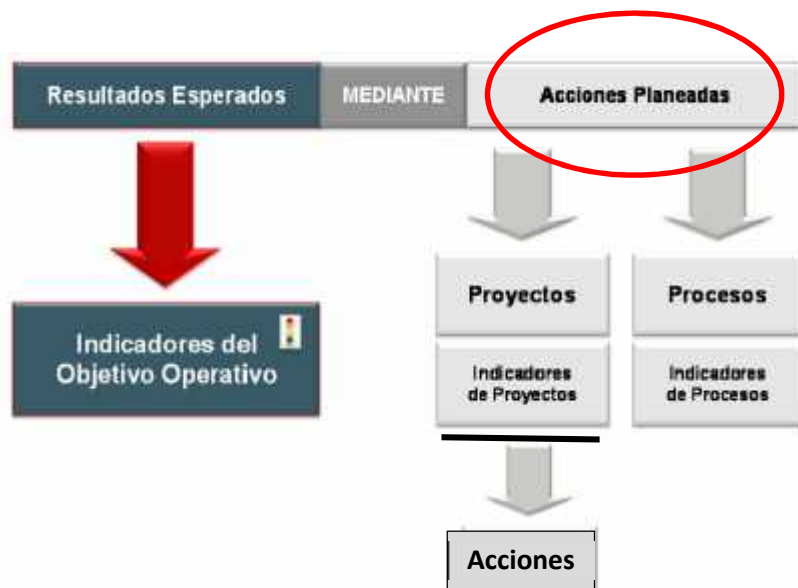 Resultados Esperados
MEDIANTE
Acciones Planeadas
Proyectos
Procesos
Indicadores del
Objetivo Operativo
Indicadores
de Proyectos
Indicadores
de Procesos
Acciones